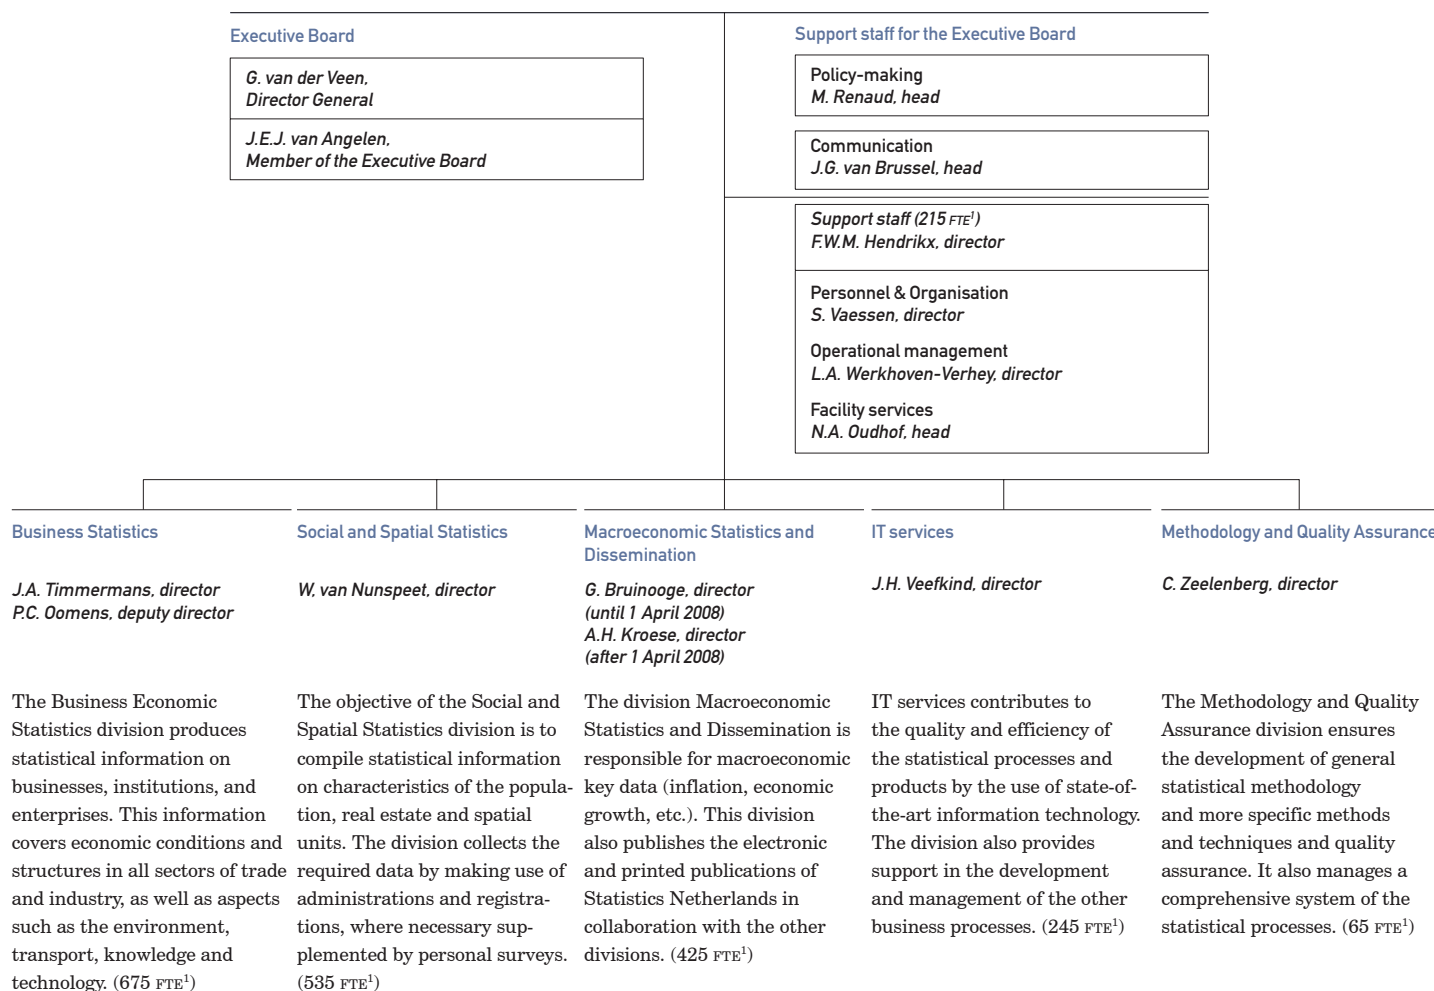 Executive Board
G. van der Veen,
Director General
J.E.J. van Angelen,
Member of the Executive Board
Support staff for the Executive Board
Policy-making
M. Renaud, head
Communication
J.G. van Brussel, head
Support staff (215 FTE¹)
F.W.M. Hendrikx, director
Personnel & Organisation
S. Vaessen, director
Operational management
L.A. Werkhoven-Verhey, director
Facility services
N.A. Oudhof, head
Business Statistics
J.A. Timmermans, director
P.C. Oomens, deputy director
The Business Economic
Statistics division produces
statistical information on
businesses, institutions, and
enterprises. This information
covers economic conditions and
structures in all sectors of trade
and industry, as well as aspects
such as the environment,
transport, knowledge and
technology. (675 FTE¹)
Social and Spatial Statistics
W. van Nunspeet, director
The objective of the Social and
Spatial Statistics division is to
compile statistical information
on characteristics of the popula-
tion, real estate and spatial
units. The division collects the
required data by making use of
administrations and registra-
tions, where necessary sup-
plemented by personal surveys.
(535 FTE¹)
Macroeconomic Statistics and
Dissemination
G. Bruinooge, director
(until 1 April 2008)
A.H. Kroese, director
(after 1 April 2008)
The division Macroeconomic
Statistics and Dissemination is
responsible for macroeconomic
key data (inflation, economic
growth, etc.). This division
also publishes the electronic
and printed publications of
Statistics Netherlands in
collaboration with the other
divisions. (425 FTE¹)
IT services
J.H. Veefkind, director
IT services contributes to
the quality and efficiency of
the statistical processes and
products by the use of state-of-
the-art information technology.
The division also provides
support in the development
and management of the other
business processes. (245 FTE¹)
Methodology and Quality Assurance
C. Zeelenberg, director
The Methodology and Quality
Assurance division ensures
the development of general
statistical methodology
and more specific methods
and techniques and quality
assurance. It also manages a
comprehensive system of the
statistical processes. (65 FTE¹)